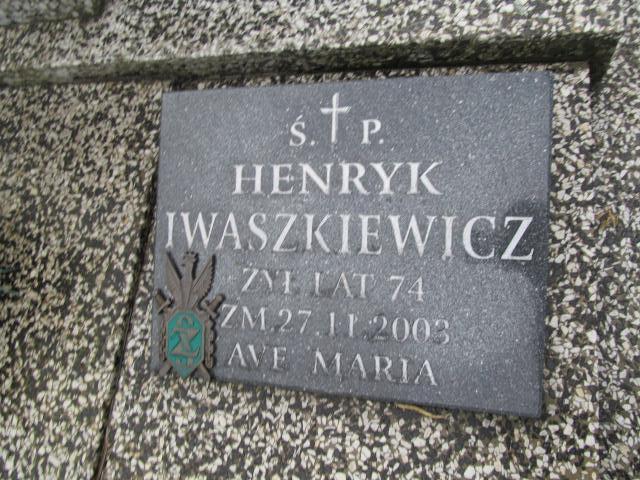 Ś. P.
HENRYK
IWASZKIEWICZ
ŻYŁ LAT 74
ZM. 27.11.2003
AVE MARIA